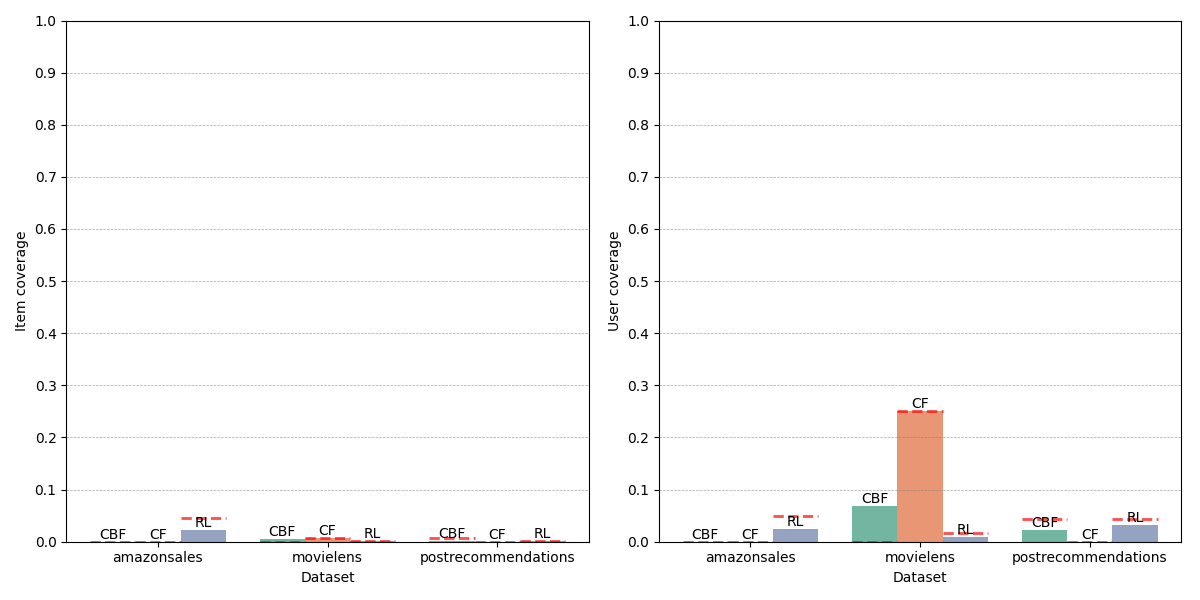 1.0
0.9
0.8
0.7
0.6
0.5
0.4
0.3
0.2
0.1
0.0
Item coverage
CBF CF RL CBF CF RL CBF CF RL
amazonsales movielens postrecommendations
Dataset
1.0
0.9
0.8
0.7
0.6
0.5
0.4
0.3
0.2
0.1
0.0
User coverage
CBF CF RL CBF CF RL CBF CF RL
amazonsales movielens postrecommendations
Dataset